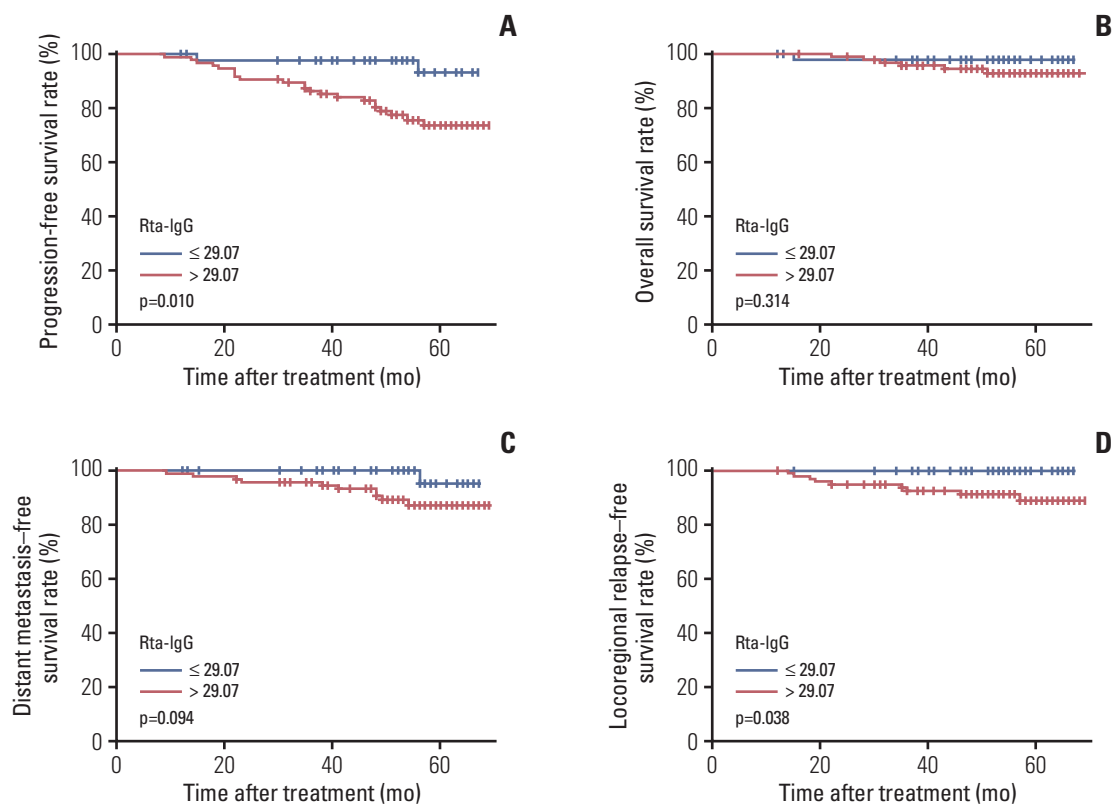 A
Progression-free survival rate (%)
100
80
60
40
20
0
Rta-IgG
≤ 29.07
> 29.07
p=0.010
0 20 40 60
Time after treatment (mo)
B
Overall survival rate (%)
100
80
60
40
20
0
Rta-IgG
≤ 29.07
> 29.07
p=0.314
0 20 40 60
Time after treatment (mo)
C
Distant metastasis–free
survival rate (%)
100
80
60
40
20
0
Rta-IgG
≤ 29.07
> 29.07
p=0.094
0 20 40 60
Time after treatment (mo)
D
Locoregional relapse–free
survival rate (%)
100
80
60
40
20
0
Rta-IgG
≤ 29.07
> 29.07
p=0.038
0 20 40 60
Time after treatment (mo)